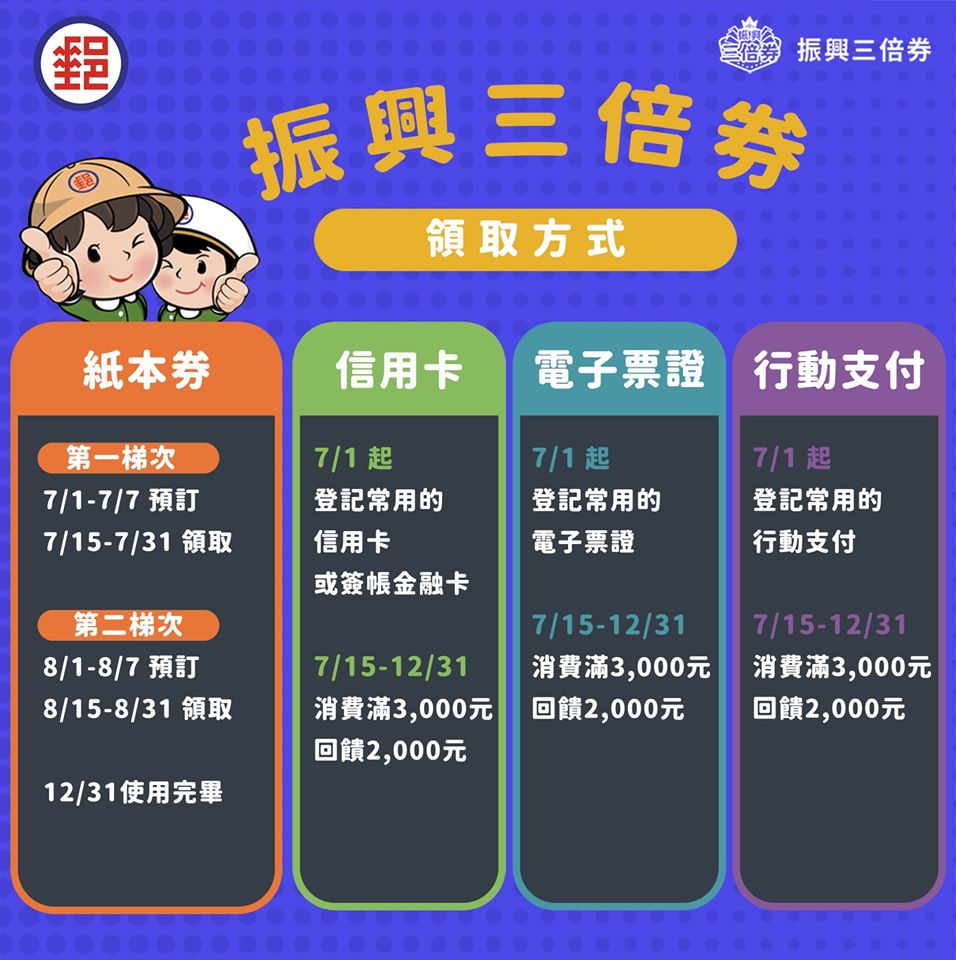 郵
振興
三倍券
振興三倍券
振興三倍券
領取方式
郵
紙本券
第一梯次
7/1-7/7 預訂
7/15-7/31 領取
第二梯次
8/1-8/7 預訂
8/15-8/31 領取
12/31使用完畢
信用卡
7/1 起
登記常用的
信用卡
或簽帳金融卡
7/15-12/31
消費滿3,000元
回饋2,000元
電子票證
7/1 起
登記常用的
電子票證
7/15-12/31
消費滿3,000元
回饋2,000元
行動支付
7/1 起
登記常用的
行動支付
7/15-12/31
消費滿3,000元
回饋2,000元